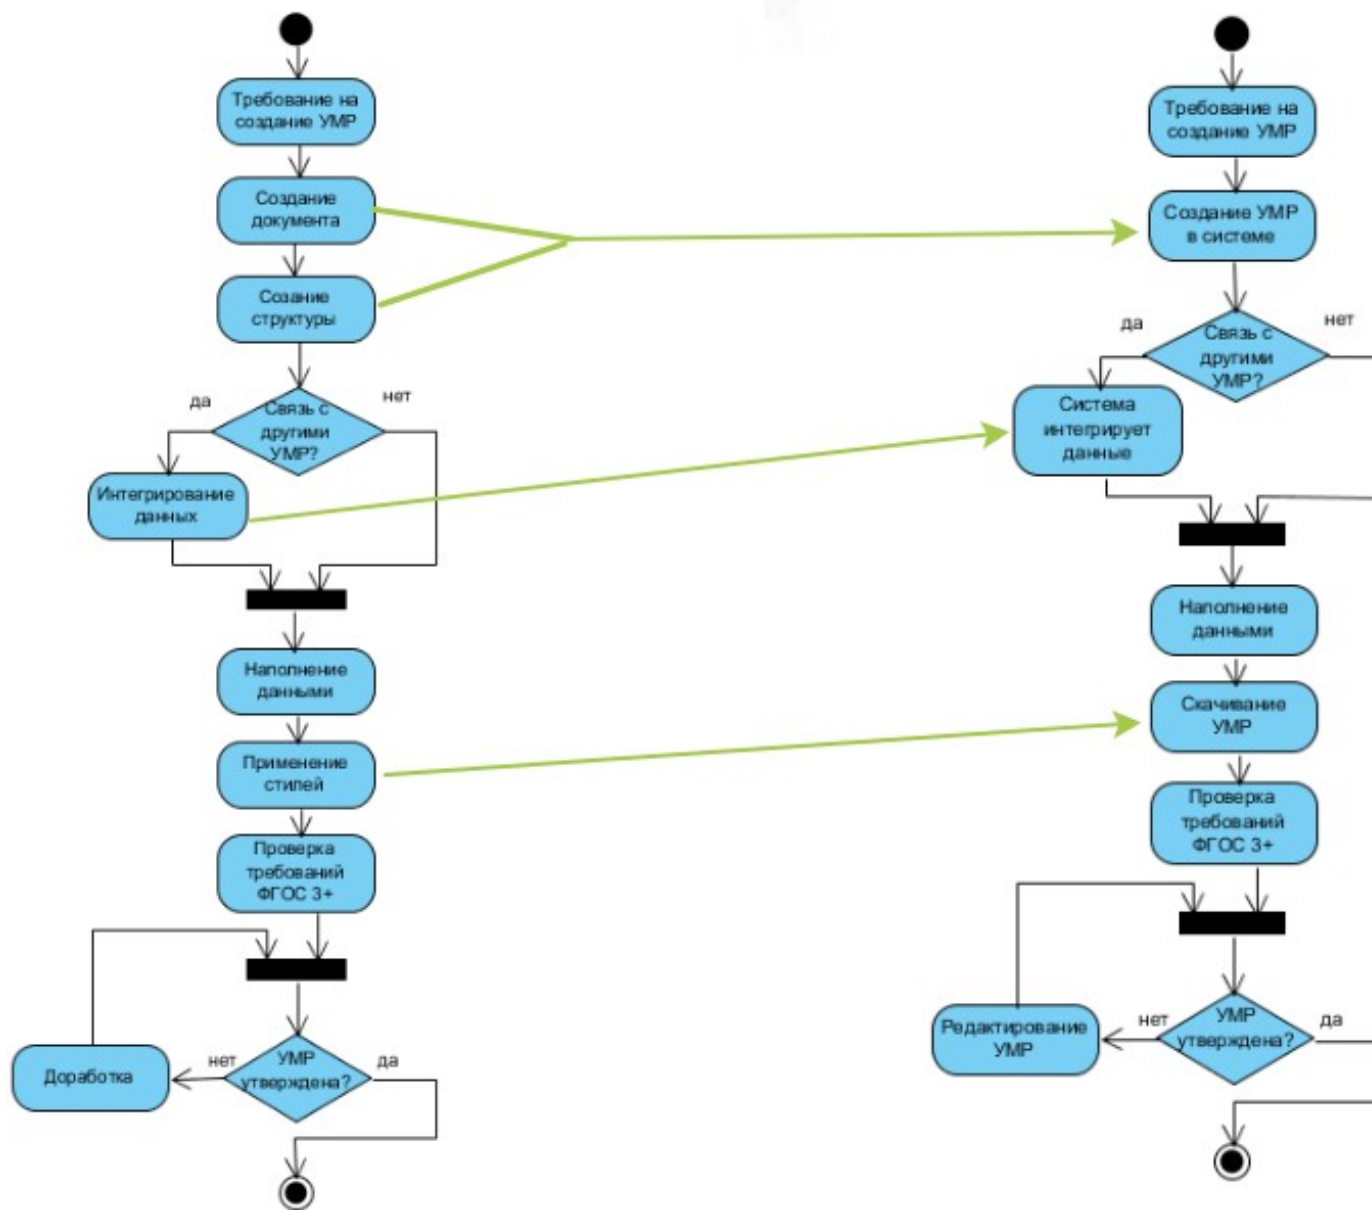 Требование на
создание УМР
Создание
документа
Созание
структуры
Связь с
другими
УМР?
да
нет
Интегрирование
данных
Наполнение
данными
Применение
стилей
Проверка
требований
ФГОС 3+
УМР
утверждена?
нет
да
Доработка
Требование на
создание УМР
Создание УМР
в системе
Связь с
другими
УМР?
да
нет
Система
интегрирует
данные
Наполнение
данными
Скачивание
УМР
Проверка
требований
ФГОС 3+
УМР
утверждена?
нет
да
Редактирование
УМР